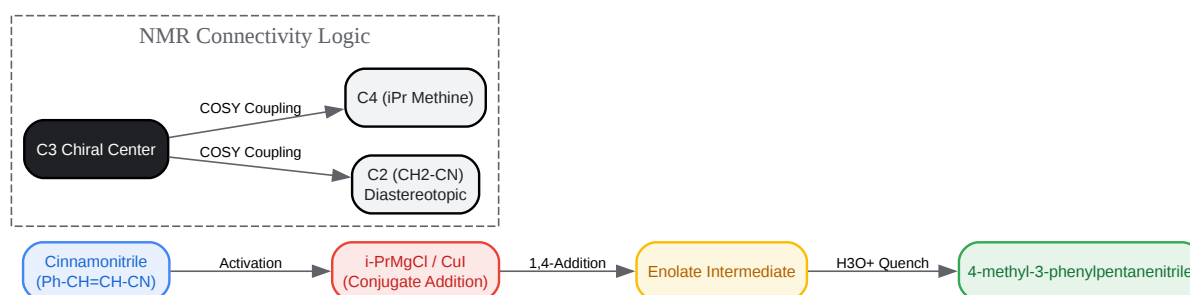 NMR Connectivity Logic
C3 Chiral Center
COSY Coupling
COSY Coupling
C4 (iPr Methine)
C2 (CH2-CN)
Diastereotopic
Cinnamonitrile
(Ph-CH=CH-CN)
Activation
i-PrMgCl / CuI
(Conjugate Addition)
1,4-Addition
Enolate Intermediate
H3O+ Quench
4-methyl-3-phenylpentanenitrile